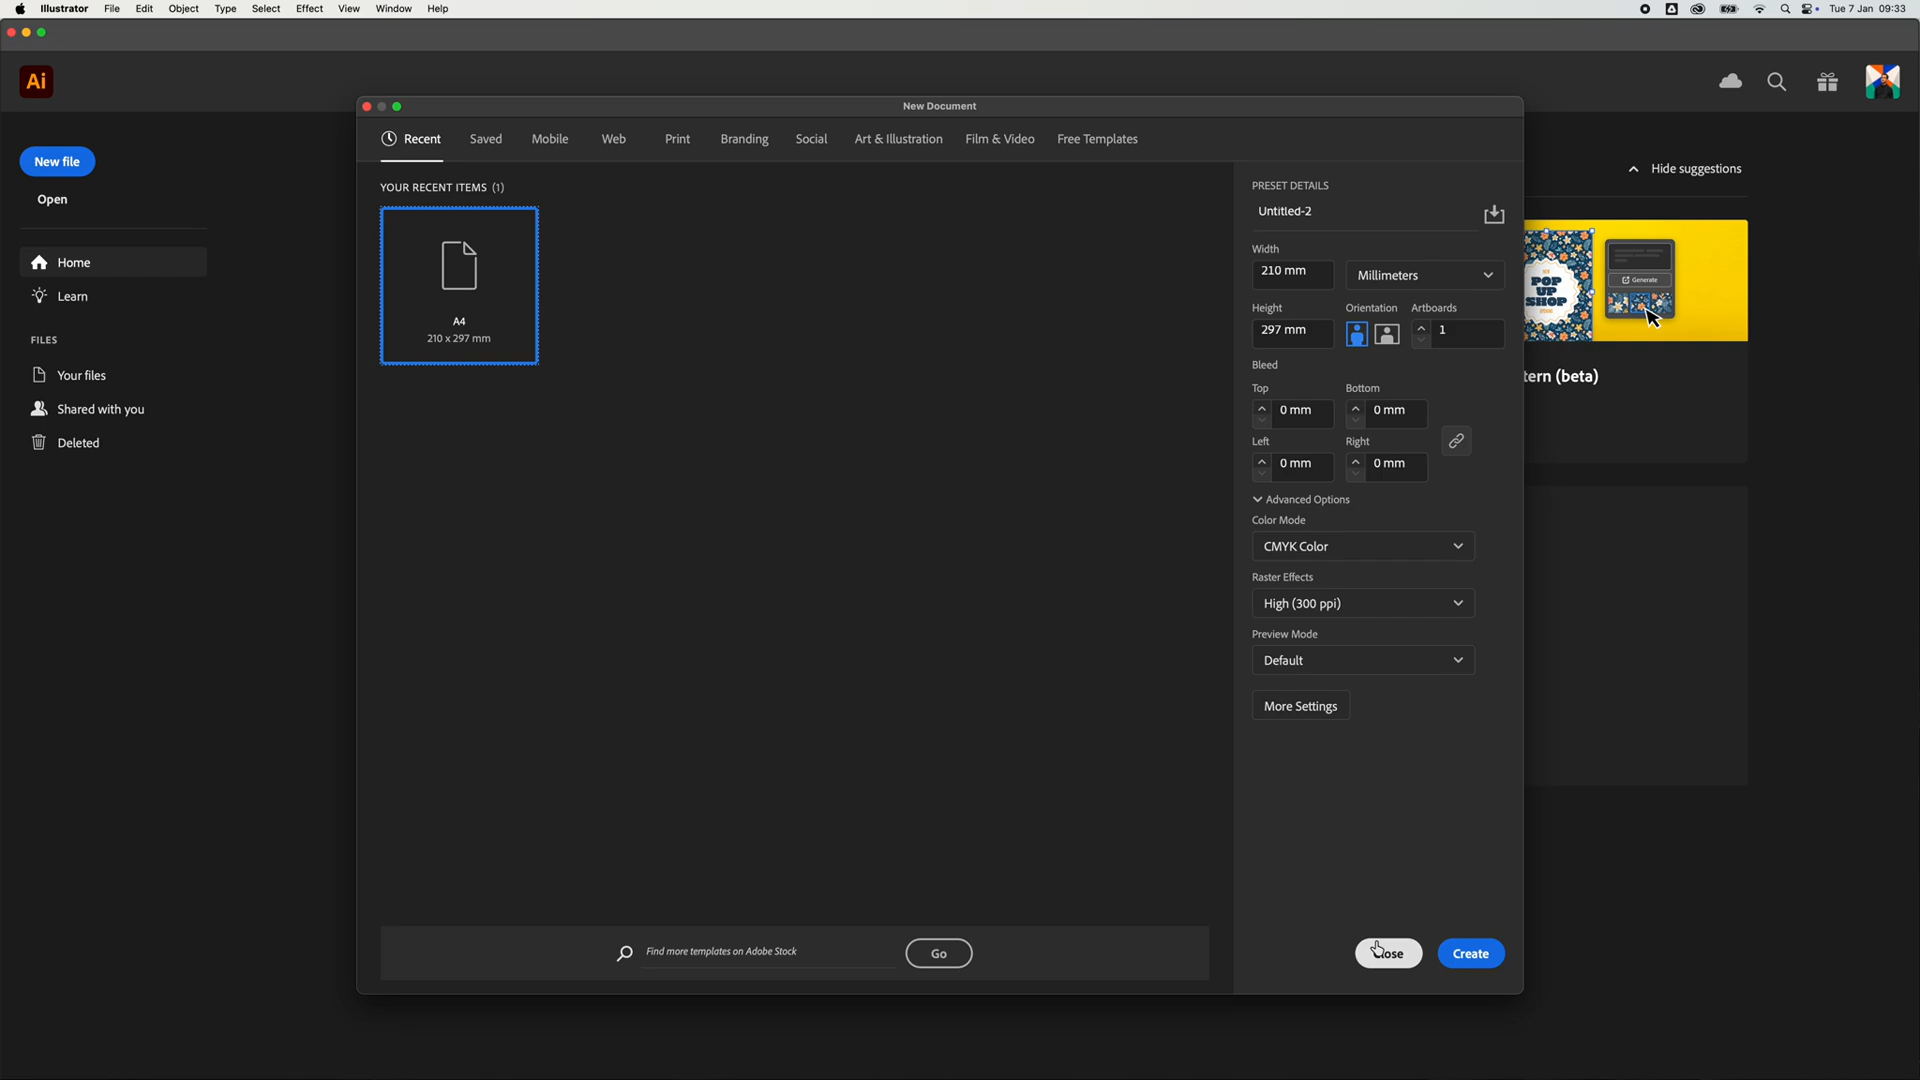 Illustrator File Edit Object Type Select Effect View Window Help
Tue 7 Jan 09:33
Ai
New Document
Recent Saved Mobile Web Print Branding Social Art & Illustration Film & Video Free Templates
New file
Open
Home
Learn
FILES
Your files
Shared with you
Deleted
YOUR RECENT ITEMS (1)
A4
210 x 297 mm
Find more templates on Adobe Stock
Go
PRESET DETAILS
Untitled-2
Width
210 mm Millimeters
Height Orientation Artboards
297 mm 1
Bleed
Top Bottom
0 mm 0 mm
Left Right
0 mm 0 mm
Advanced Options
Color Mode
CMYK Color
Raster Effects
High (300 ppi)
Preview Mode
Default
More Settings
Close Create
Hide suggestions
POP
UP
SHOP
Generate
tern (beta)